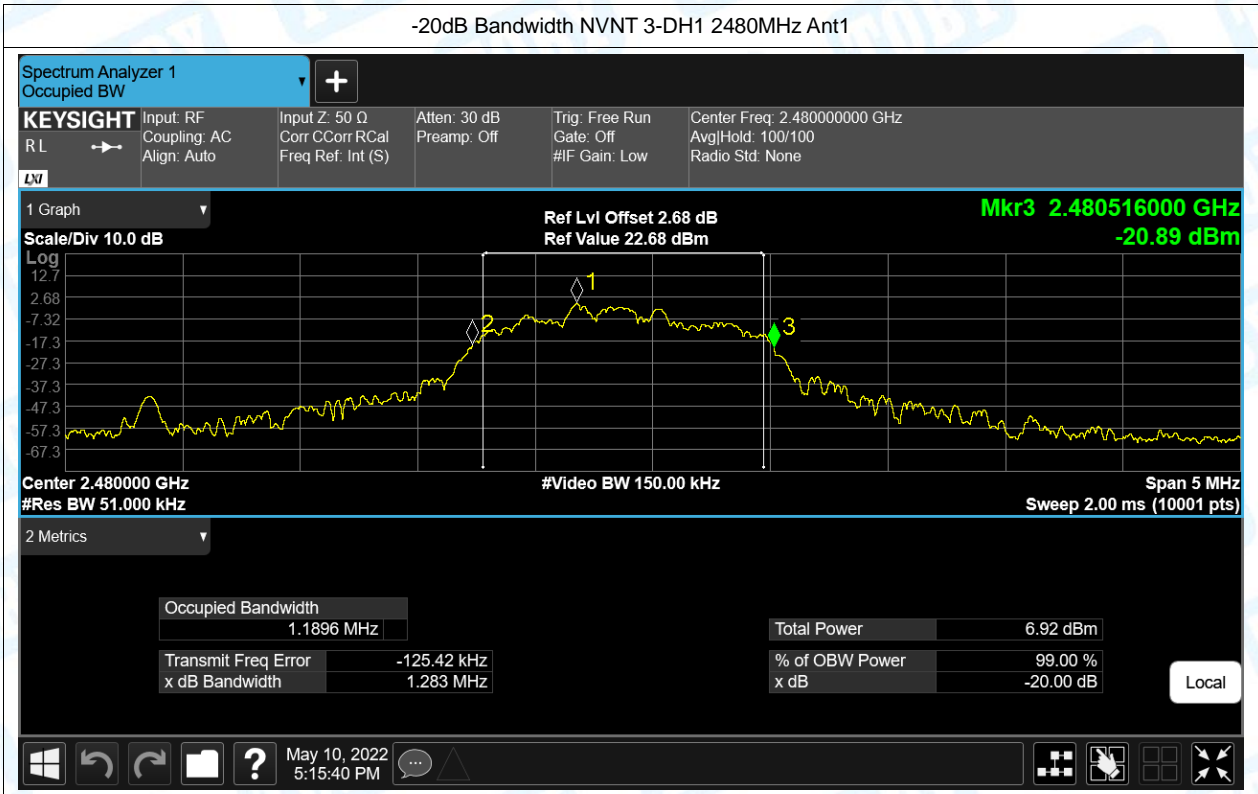 -20dB Bandwidth NVNT 3-DH1 2480MHz Ant1
Spectrum Analyzer 1
Occupied BW
KEYSIGHT
R L
LXI
Input: RF
Coupling: AC
Align: Auto
Input Z: 50 Ω
Corr CCorr RCal
Freq Ref: Int (S)
Atten: 30 dB
Preamp: Off
Trig: Free Run
Gate: Off
#IF Gain: Low
Center Freq: 2.480000000 GHz
Avg|Hold: 100/100
Radio Std: None
1 Graph
Scale/Div 10.0 dB
Ref Lvl Offset 2.68 dB
Ref Value 22.68 dBm
Mkr3 2.480516000 GHz
-20.89 dBm
Log
12.7
2.68
-7.32
-17.3
-27.3
-37.3
-47.3
-57.3
-67.3
1
2
3
Center 2.480000 GHz
#Video BW 150.00 kHz
Span 5 MHz
#Res BW 51.000 kHz
Sweep 2.00 ms (10001 pts)
2 Metrics
Occupied Bandwidth
1.1896 MHz
Total Power 6.92 dBm
Transmit Freq Error -125.42 kHz
% of OBW Power 99.00 %
x dB Bandwidth 1.283 MHz
x dB -20.00 dB
Local
May 10, 2022
5:15:40 PM